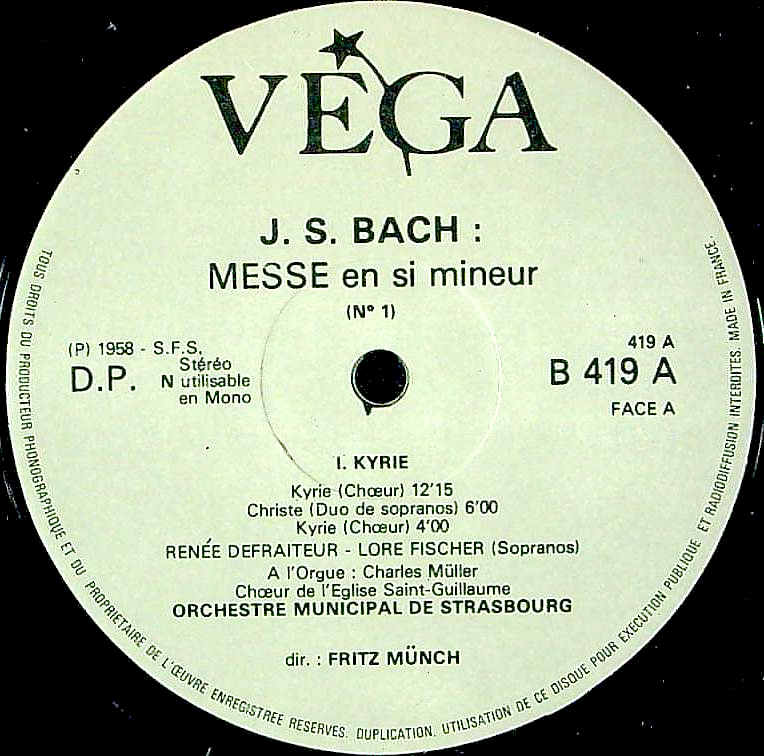 VÉGA
J. S. BACH :
MESSE en si mineur
(N° 1)
(P) 1958 - S.F.S.
D.P.
Stéréo
N utilisable
en Mono
419 A
B 419 A
FACE A
I. KYRIE
Kyrie (Chœur) 12'15
Christe (Duo de sopranos) 6'00
Kyrie (Chœur) 4'00
RENÉE DEFRAITEUR - LORE FISCHER (Sopranos)
A l'Orgue : Charles Müller
Chœur de l'Eglise Saint-Guillaume
ORCHESTRE MUNICIPAL DE STRASBOURG
dir. : FRITZ MÜNCH
TOUS DROITS DU PRODUCTEUR PHONOGRAPHIQUE ET DU PROPRIETAIRE DE L'ŒUVRE ENREGISTREE RESERVES. DUPLICATION. UTILISATION DE CE DISQUE POUR EXECUTION PUBLIQUE ET RADIODIFFUSION INTERDITES. MADE IN FRANCE.